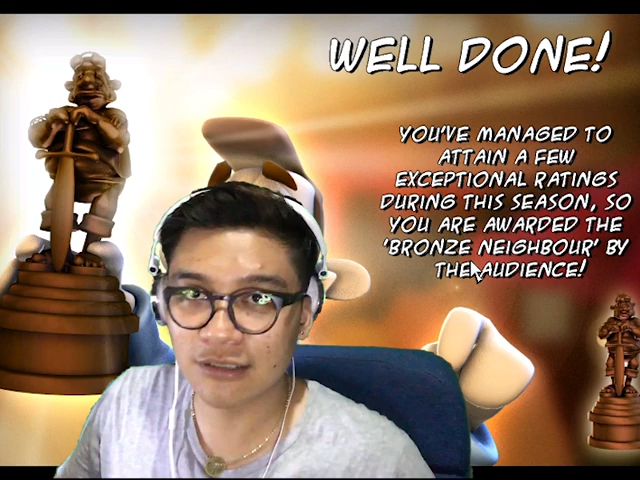 WELL DONE!
YOU'VE MANAGED TO
ATTAIN A FEW
EXCEPTIONAL RATINGS
DURING THIS SEASON, SO
YOU ARE AWARDED THE
'BRONZE NEIGHBOUR' BY
THE AUDIENCE!